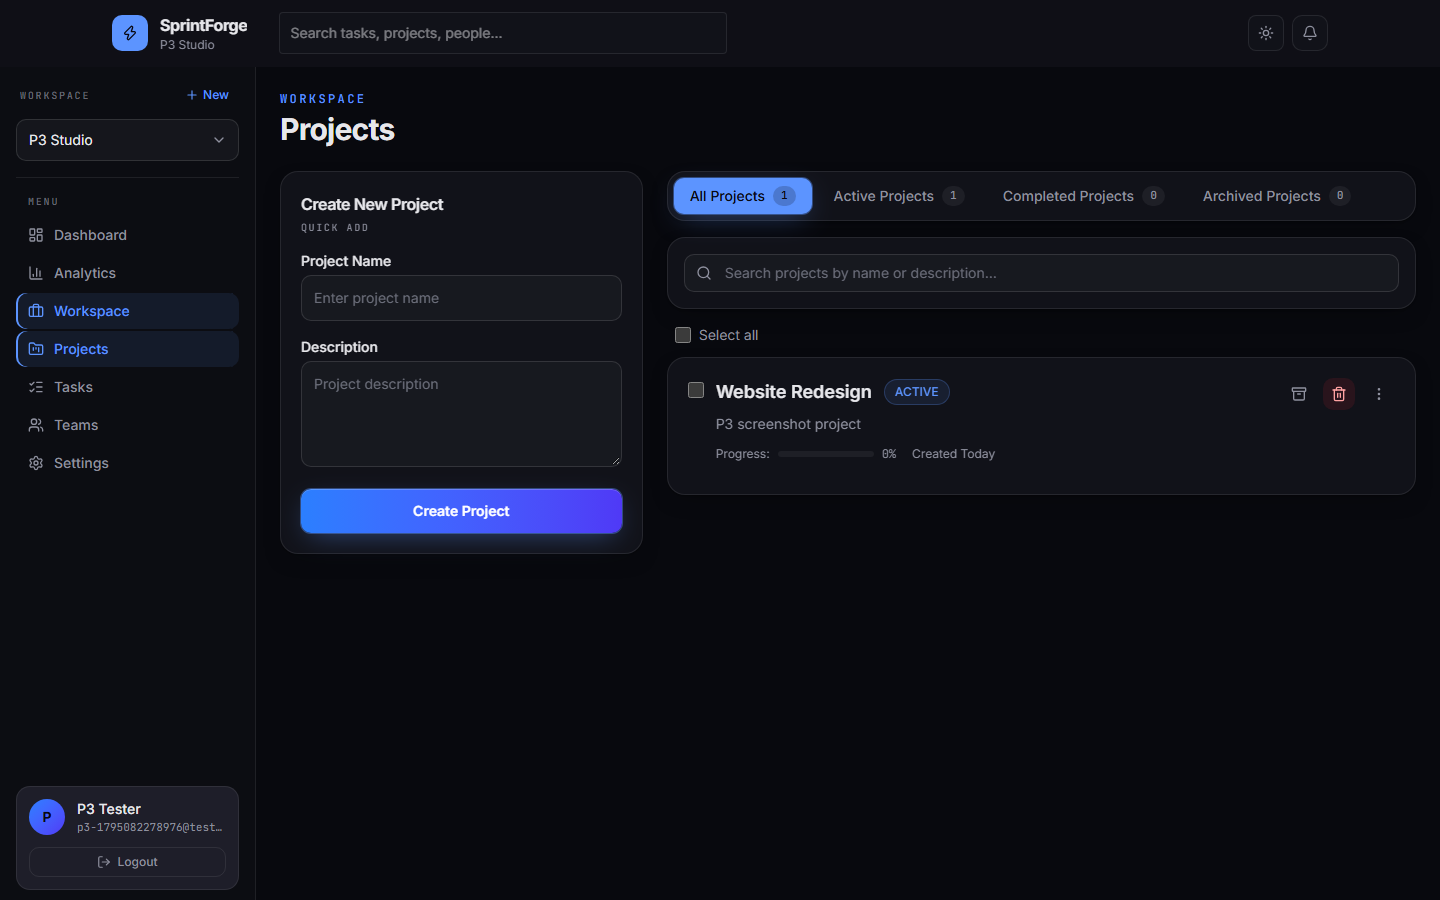 SprintForge
P3 Studio
Search tasks, projects, people...
WORKSPACE
New
P3 Studio
MENU
Dashboard
Analytics
Workspace
Projects
Tasks
Teams
Settings
P
P3 Tester
p3-1795082278976@test…
Logout
WORKSPACE
Projects
Create New Project
QUICK ADD
Project Name
Enter project name
Description
Project description
Create Project
All Projects 1
Active Projects 1
Completed Projects 0
Archived Projects 0
Search projects by name or description...
Select all
Website Redesign ACTIVE
P3 screenshot project
Progress: 0% Created Today